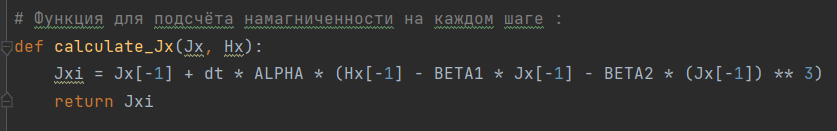 # Функция для подсчёта намагниченности на каждом шаге :
def calculate_Jx(Jx, Hx):
    Jxi = Jx[-1] + dt * ALPHA * (Hx[-1] - BETA1 * Jx[-1] - BETA2 * (Jx[-1]) ** 3)
    return Jxi